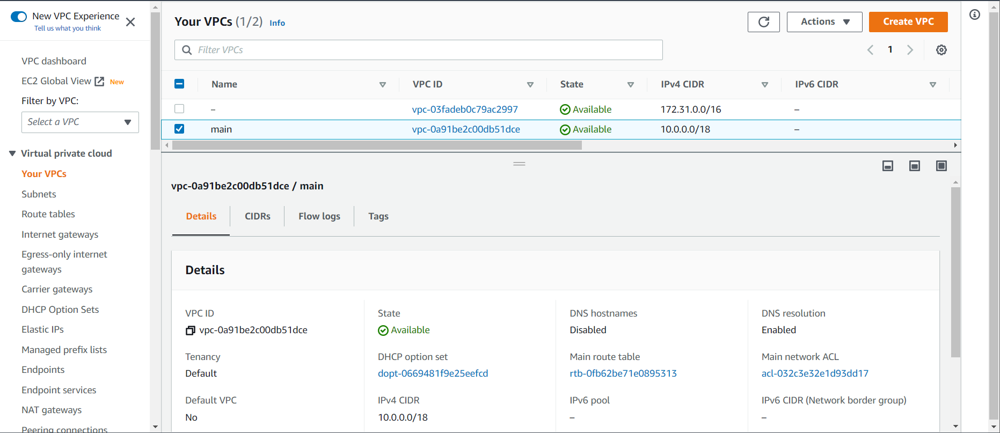 New VPC Experience
Tell us what you think
VPC dashboard
EC2 Global View New
Filter by VPC:
Select a VPC
Virtual private cloud
Your VPCs
Subnets
Route tables
Internet gateways
Egress-only internet
gateways
Carrier gateways
DHCP Option Sets
Elastic IPs
Managed prefix lists
Endpoints
Endpoint services
NAT gateways
Peering connections
Your VPCs (1/2) Info
Actions
Create VPC
Filter VPCs
1
Name VPC ID State IPv4 CIDR IPv6 CIDR
– vpc-03fadeb0c79ac2997 Available 172.31.0.0/16 –
main vpc-0a91be2c00db51dce Available 10.0.0.0/18 –
vpc-0a91be2c00db51dce / main
Details CIDRs Flow logs Tags
Details
VPC ID State DNS hostnames DNS resolution
vpc-0a91be2c00db51dce Available Disabled Enabled
Tenancy DHCP option set Main route table Main network ACL
Default dopt-0669481f9e25eefcd rtb-0fb62be71e0895313 acl-032c3e32e1d93dd17
Default VPC IPv4 CIDR IPv6 pool IPv6 CIDR (Network border group)
No 10.0.0.0/18 – –